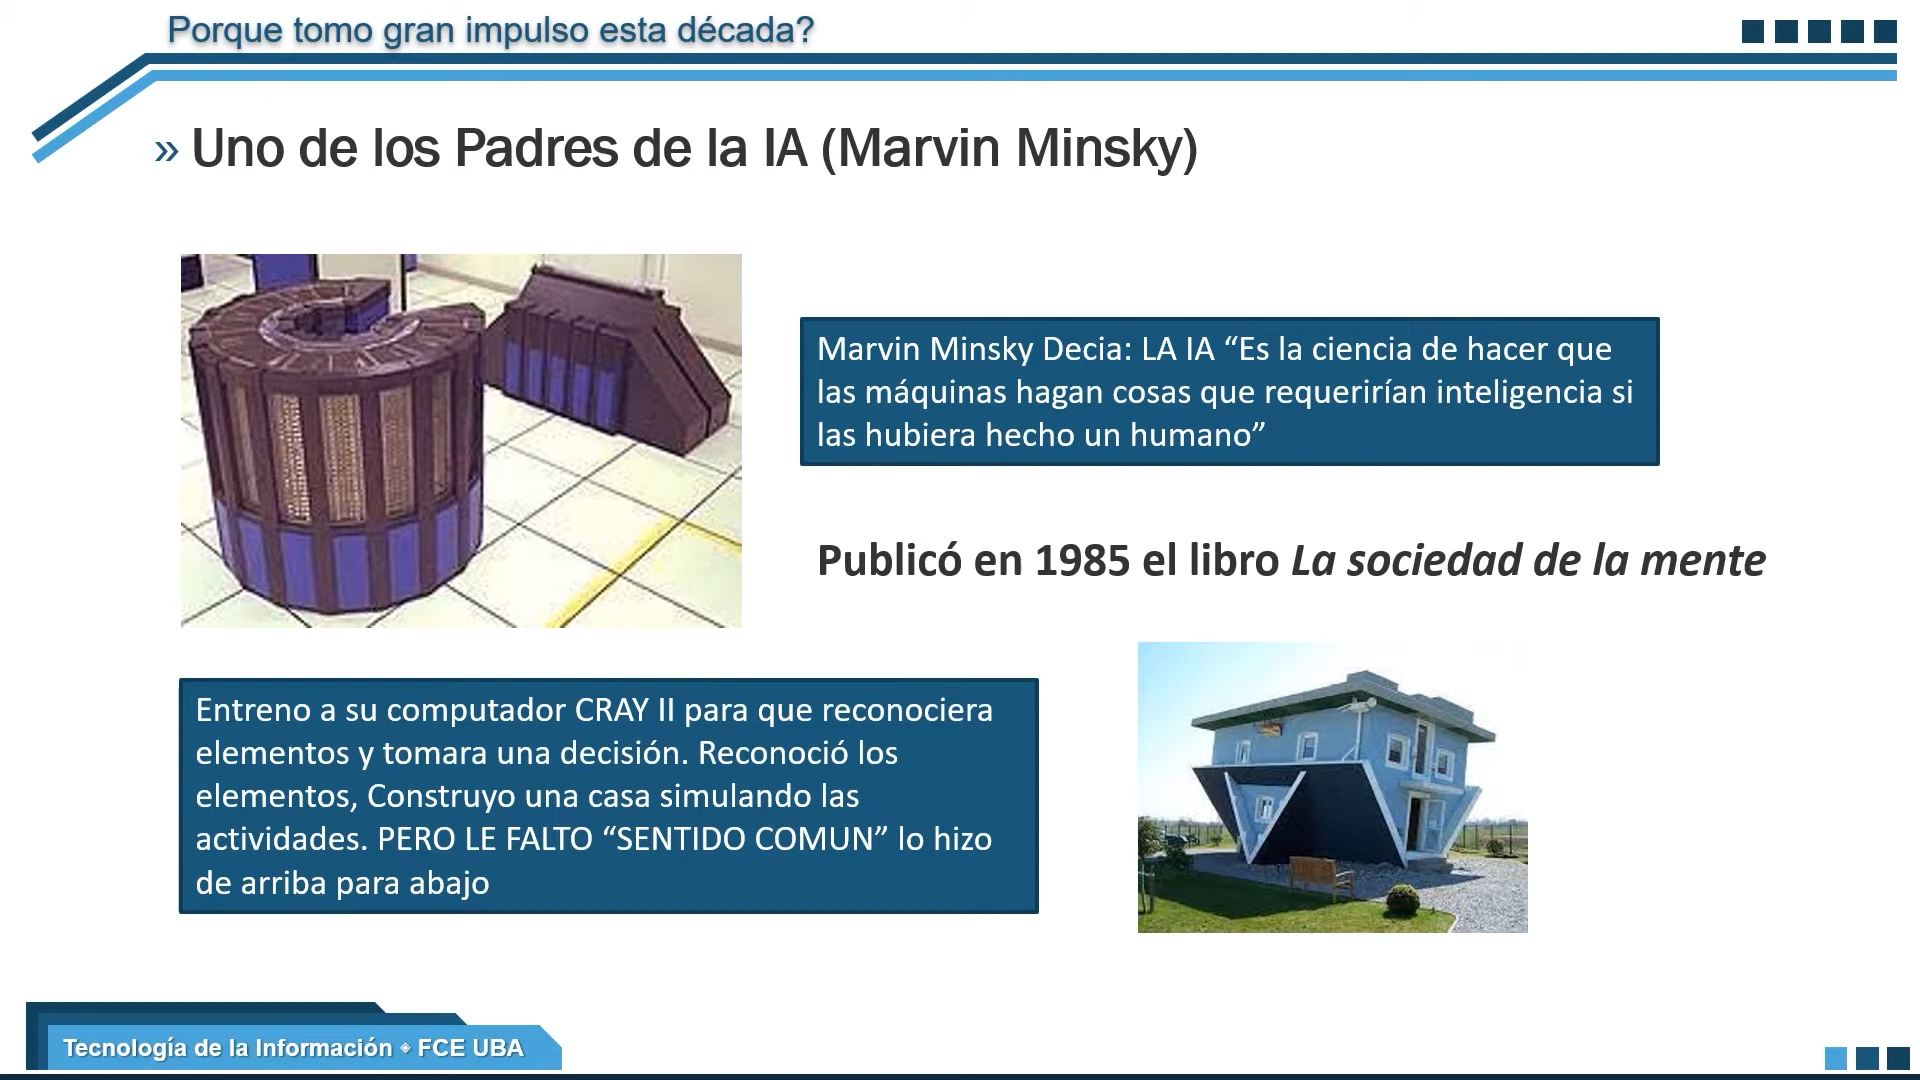 Porque tomo gran impulso esta década?
» Uno de los Padres de la IA (Marvin Minsky)
Marvin Minsky Decia: LA IA “Es la ciencia de hacer que
las máquinas hagan cosas que requerirían inteligencia si
las hubiera hecho un humano”
Publicó en 1985 el libro La sociedad de la mente
Entreno a su computador CRAY II para que reconociera
elementos y tomara una decisión. Reconoció los
elementos, Construyo una casa simulando las
actividades. PERO LE FALTO “SENTIDO COMUN” lo hizo
de arriba para abajo
Tecnología de la Información ◈ FCE UBA